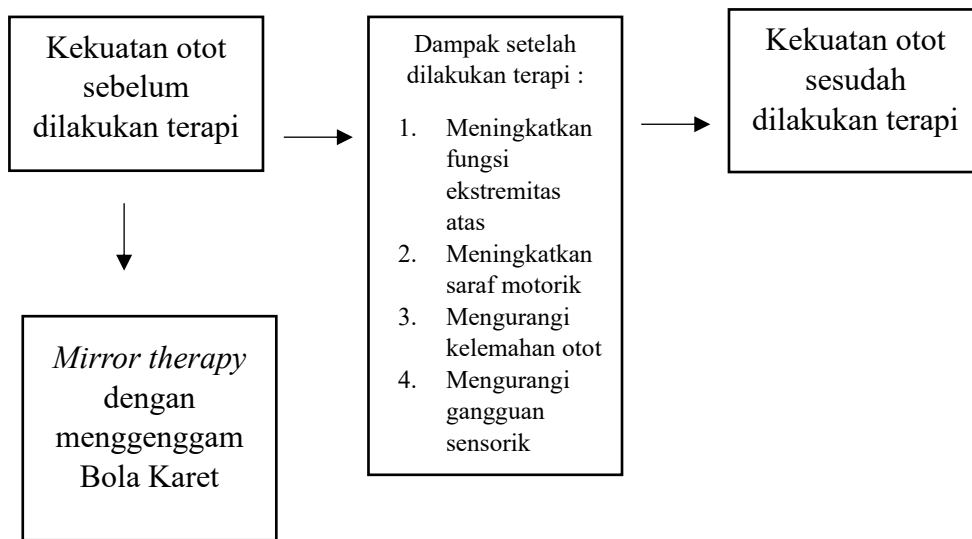 Kekuatan otot
sebelum
dilakukan terapi
Mirror therapy
dengan
menggenggam
Bola Karet
Dampak setelah
dilakukan terapi :
1. Meningkatkan
fungsi
ekstremitas
atas
2. Meningkatkan
saraf motorik
3. Mengurangi
kelemahan otot
4. Mengurangi
gangguan
sensorik
Kekuatan otot
sesudah
dilakukan terapi